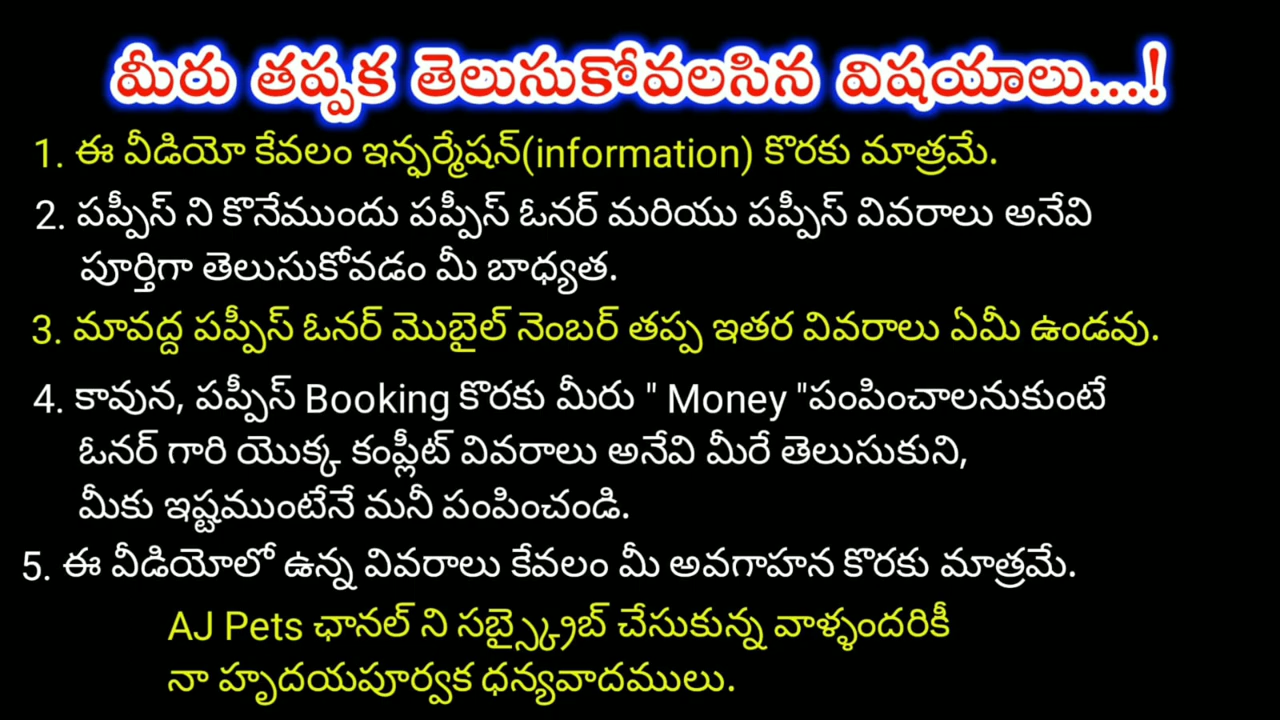 మీరు తప్పక తెలుసుకోవలసిన విషయాలు...!
1. ఈ వీడియో కేవలం ఇన్ఫర్మేషన్(information) కొరకు మాత్రమే.
2. పప్పీస్ ని కొనేముందు పప్పీస్ ఓనర్ మరియు పప్పీస్ వివరాలు అనేవి
పూర్తిగా తెలుసుకోవడం మీ బాధ్యత.
3. మావద్ద పప్పీస్ ఓనర్ మొబైల్ నెంబర్ తప్ప ఇతర వివరాలు ఏమీ ఉండవు.
4. కావున, పప్పీస్ Booking కొరకు మీరు " Money "పంపించాలనుకుంటే
ఓనర్ గారి యొక్క కంప్లీట్ వివరాలు అనేవి మీరే తెలుసుకుని,
మీకు ఇష్టముంటేనే మనీ పంపించండి.
5. ఈ వీడియోలో ఉన్న వివరాలు కేవలం మీ అవగాహన కొరకు మాత్రమే.
AJ Pets ఛానల్ ని సబ్స్క్రైబ్ చేసుకున్న వాళ్ళందరికీ
నా హృదయపూర్వక ధన్యవాదములు.